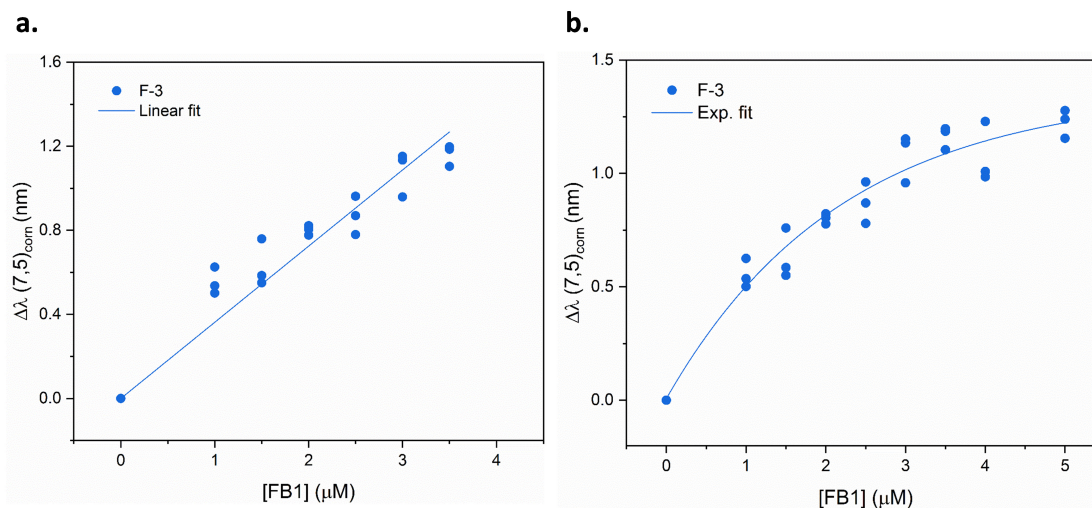 a.
1.6
1.2
0.8
0.4
0.0
Δλ (7,5)corn (nm)
F-3
Linear fit
0 1 2 3 4
[FB1] (μM)
b.
1.5
1.0
0.5
0.0
Δλ (7,5)corn (nm)
F-3
Exp. fit
0 1 2 3 4 5
[FB1] (μM)